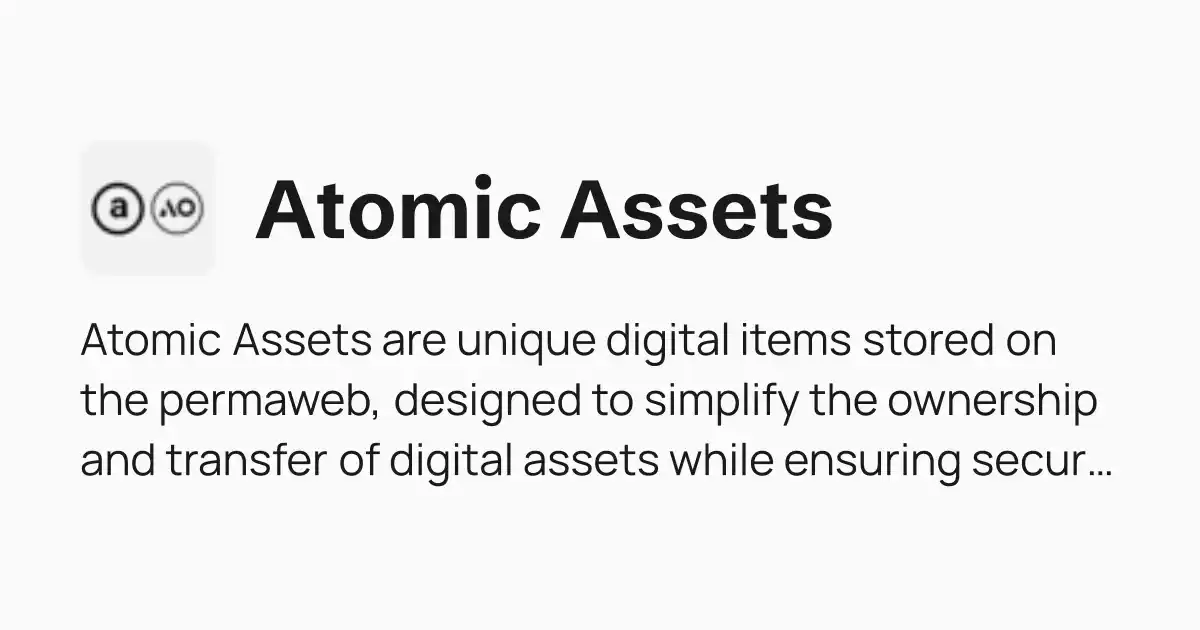 a AO Atomic Assets
Atomic Assets are unique digital items stored on
the permaweb, designed to simplify the ownership
and transfer of digital assets while ensuring secur…